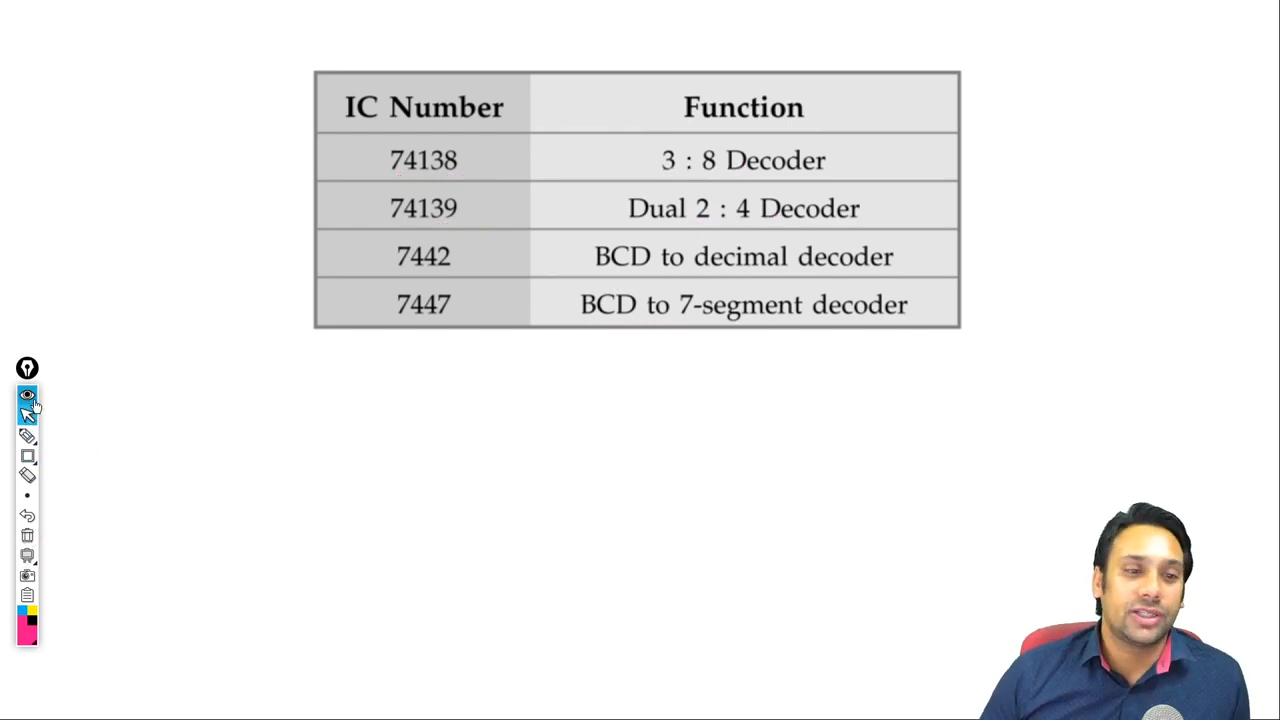 IC Number Function
74138 3 : 8 Decoder
74139 Dual 2 : 4 Decoder
7442 BCD to decimal decoder
7447 BCD to 7-segment decoder